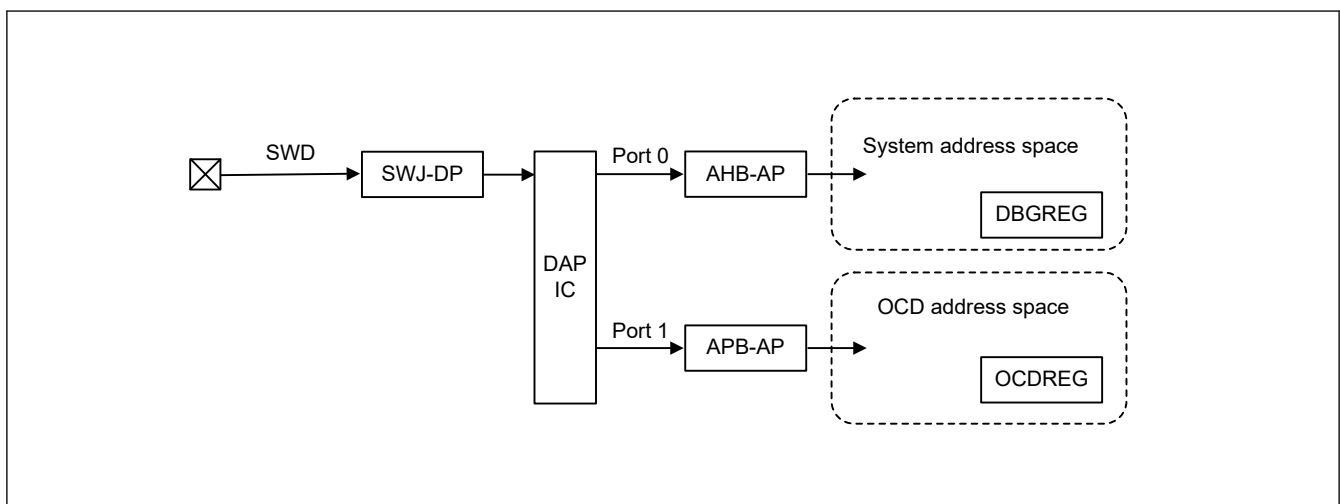 SWD
SWJ-DP
DAP
IC
Port 0
AHB-AP
System address space
DBGREG
Port 1
APB-AP
OCD address space
OCDREG